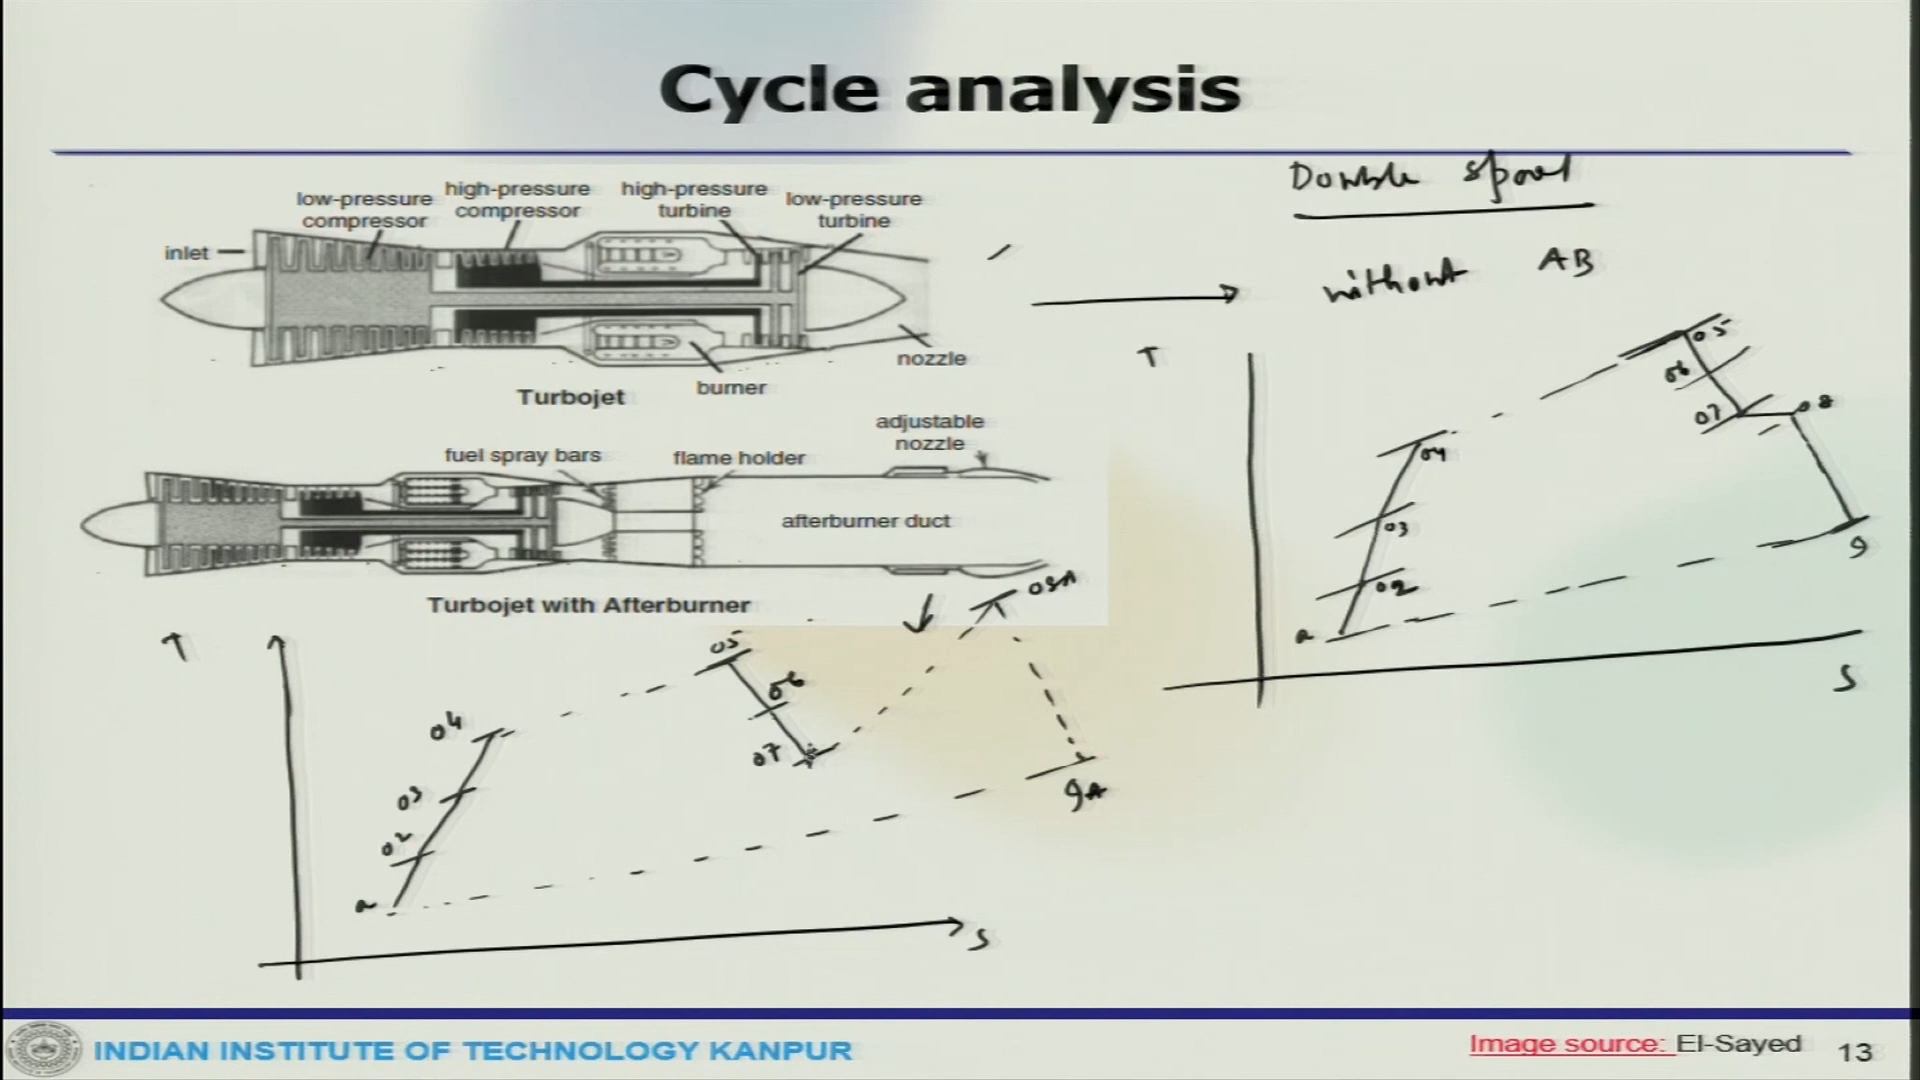 Cycle analysis
Double spool
without AB
low-pressure compressor
high-pressure compressor
high-pressure turbine
low-pressure turbine
inlet
nozzle
burner
Turbojet
adjustable nozzle
fuel spray bars
flame holder
afterburner duct
Turbojet with Afterburner
T
05
06
07
08
04
03
02
a
9
S
T
05
06
07
08A
04
03
02
a
9A
S
INDIAN INSTITUTE OF TECHNOLOGY KANPUR
Image source: El-Sayed
13